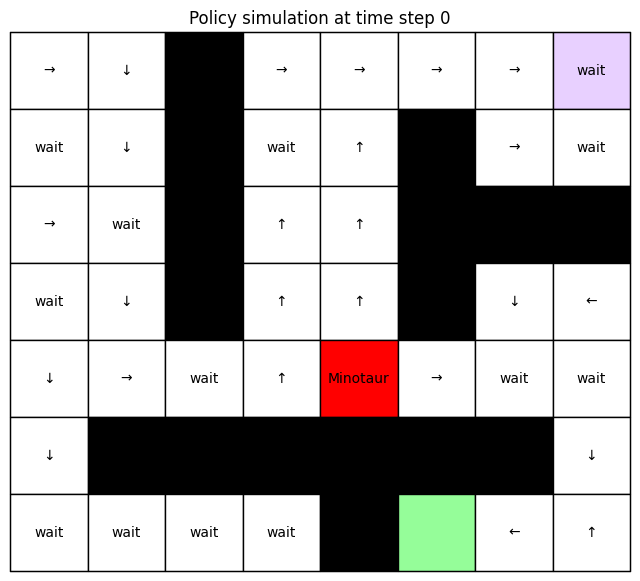 Policy simulation at time step 0
→ ↓ → → → → wait
wait ↓ wait ↑ → wait
→ wait ↑ ↑
wait ↓ ↑ ↑ ↓ ←
↓ → wait ↑ Minotaur → wait wait
↓ ↓
wait wait wait wait ← ↑